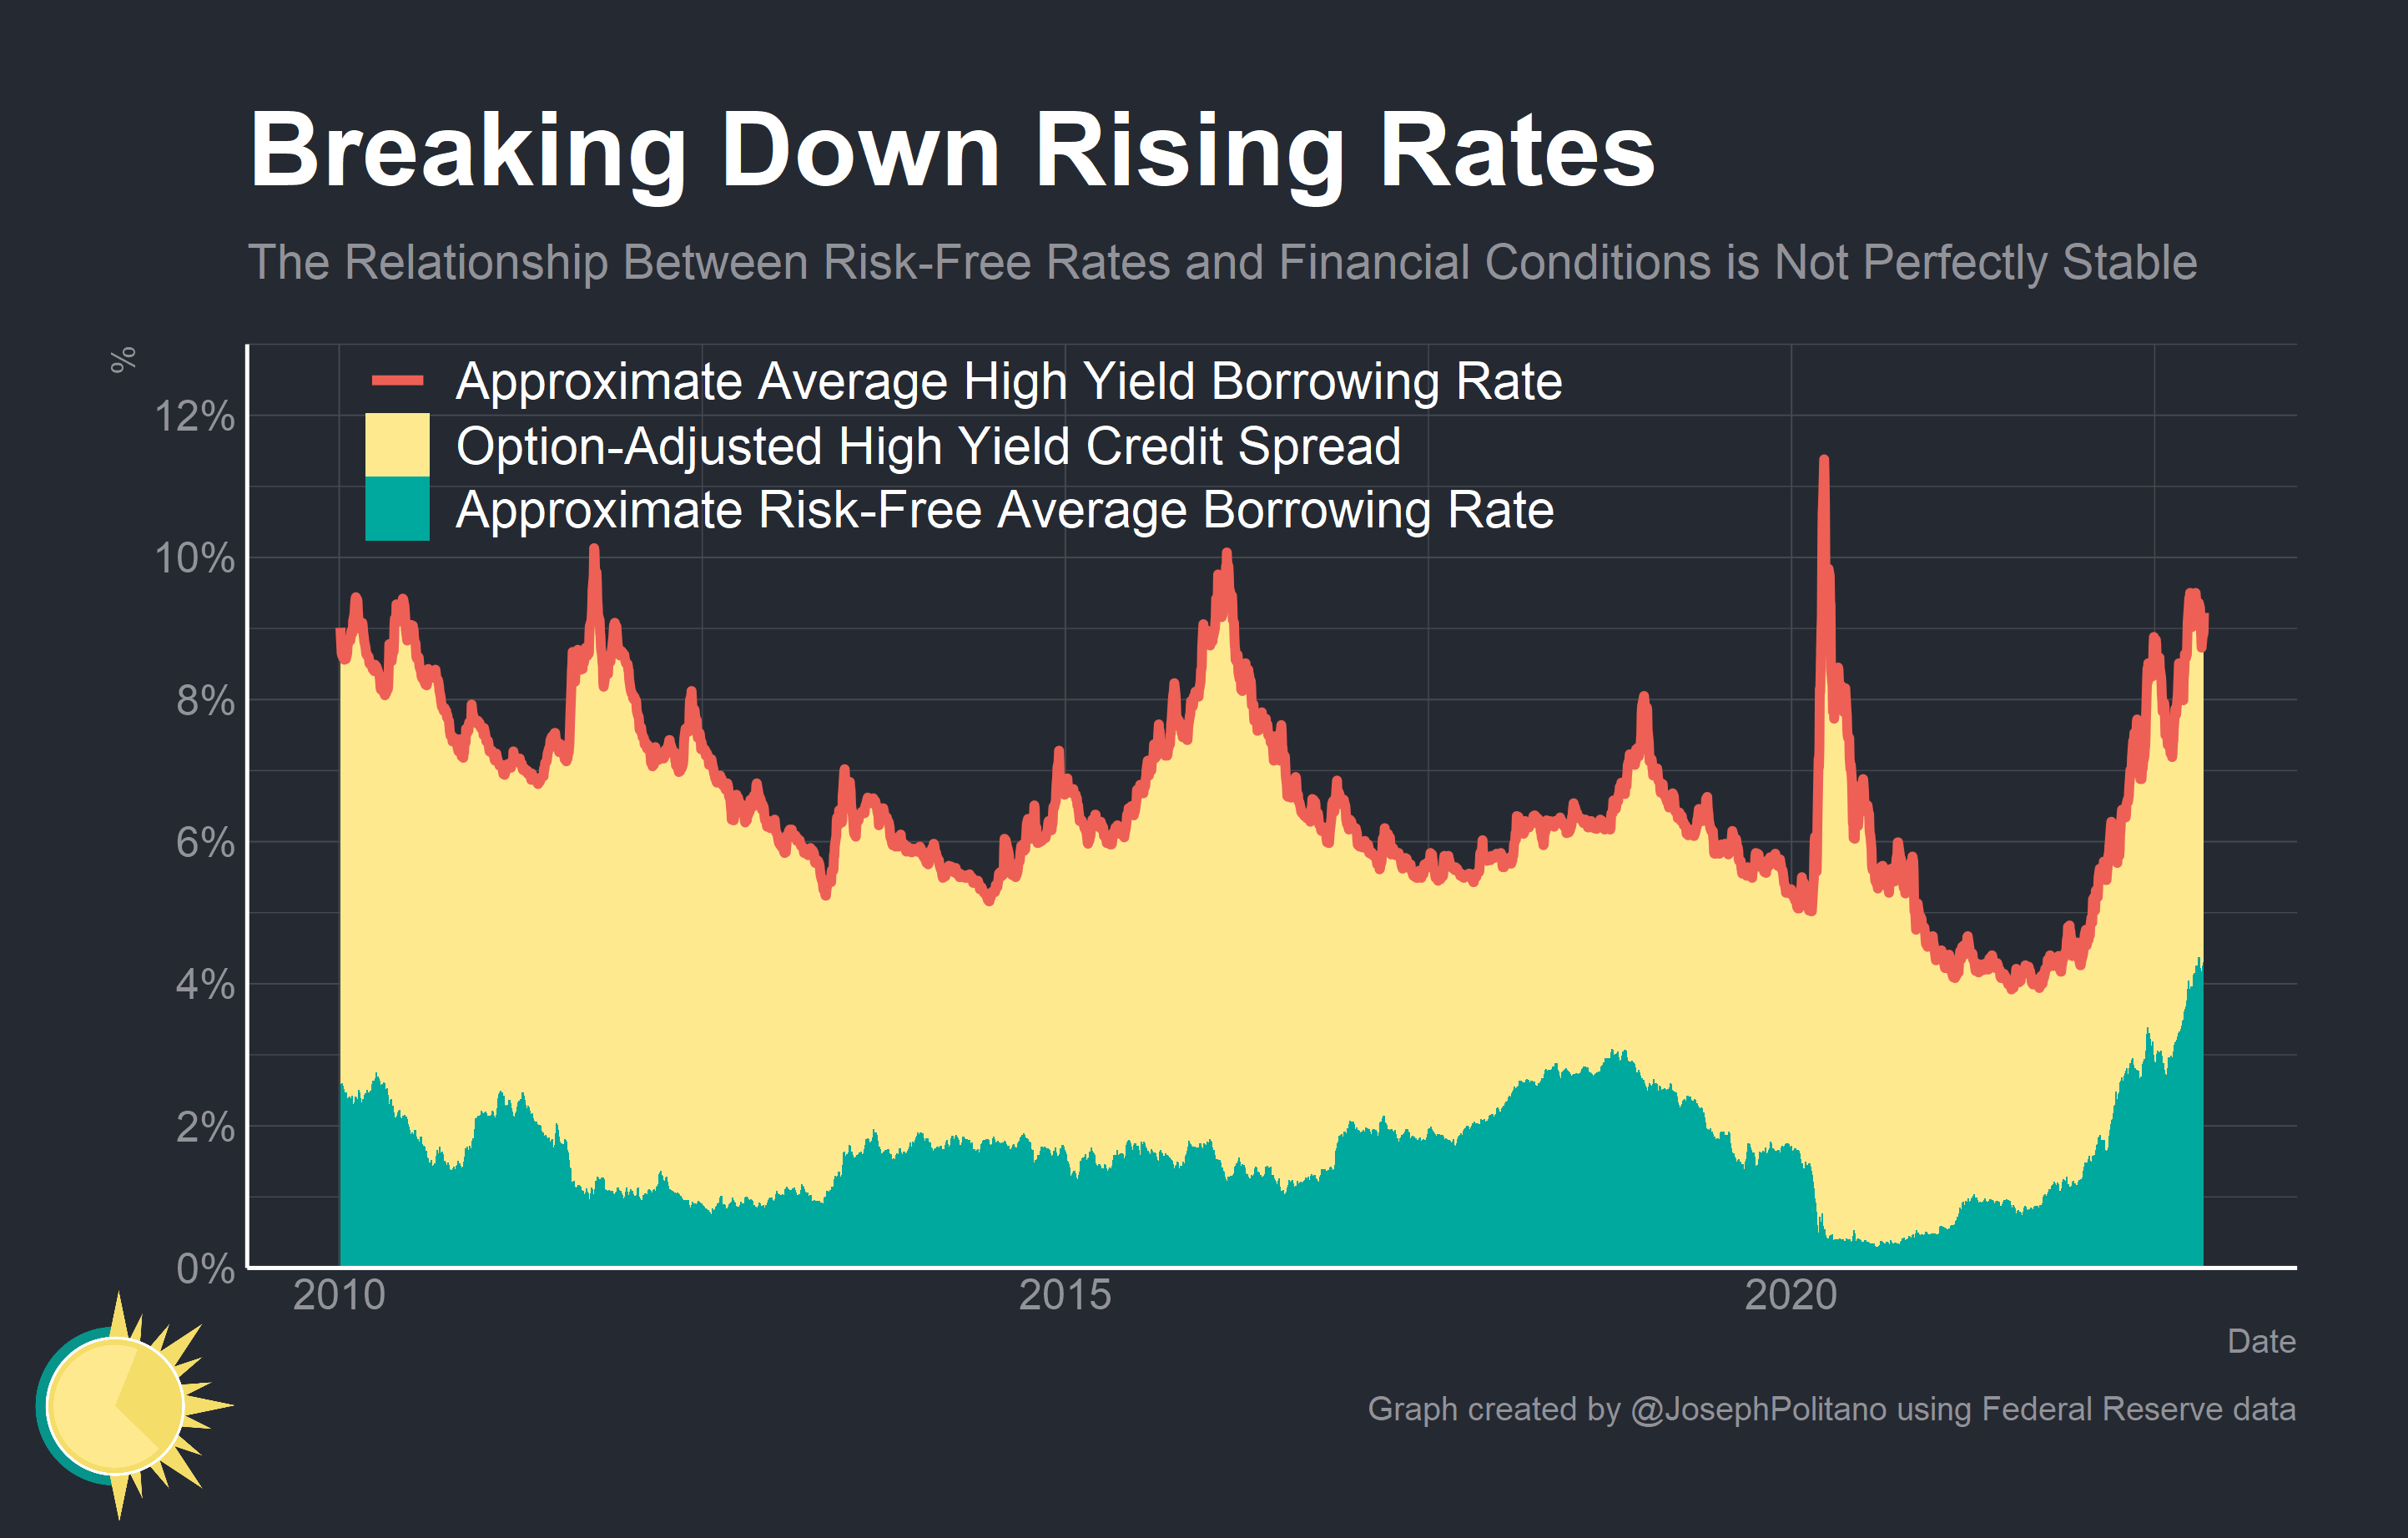 Breaking Down Rising Rates
The Relationship Between Risk-Free Rates and Financial Conditions is Not Perfectly Stable
%
Approximate Average High Yield Borrowing Rate
Option-Adjusted High Yield Credit Spread
Approximate Risk-Free Average Borrowing Rate
12%
10%
8%
6%
4%
2%
0%
2010
2015
2020
Date
Graph created by @JosephPolitano using Federal Reserve data